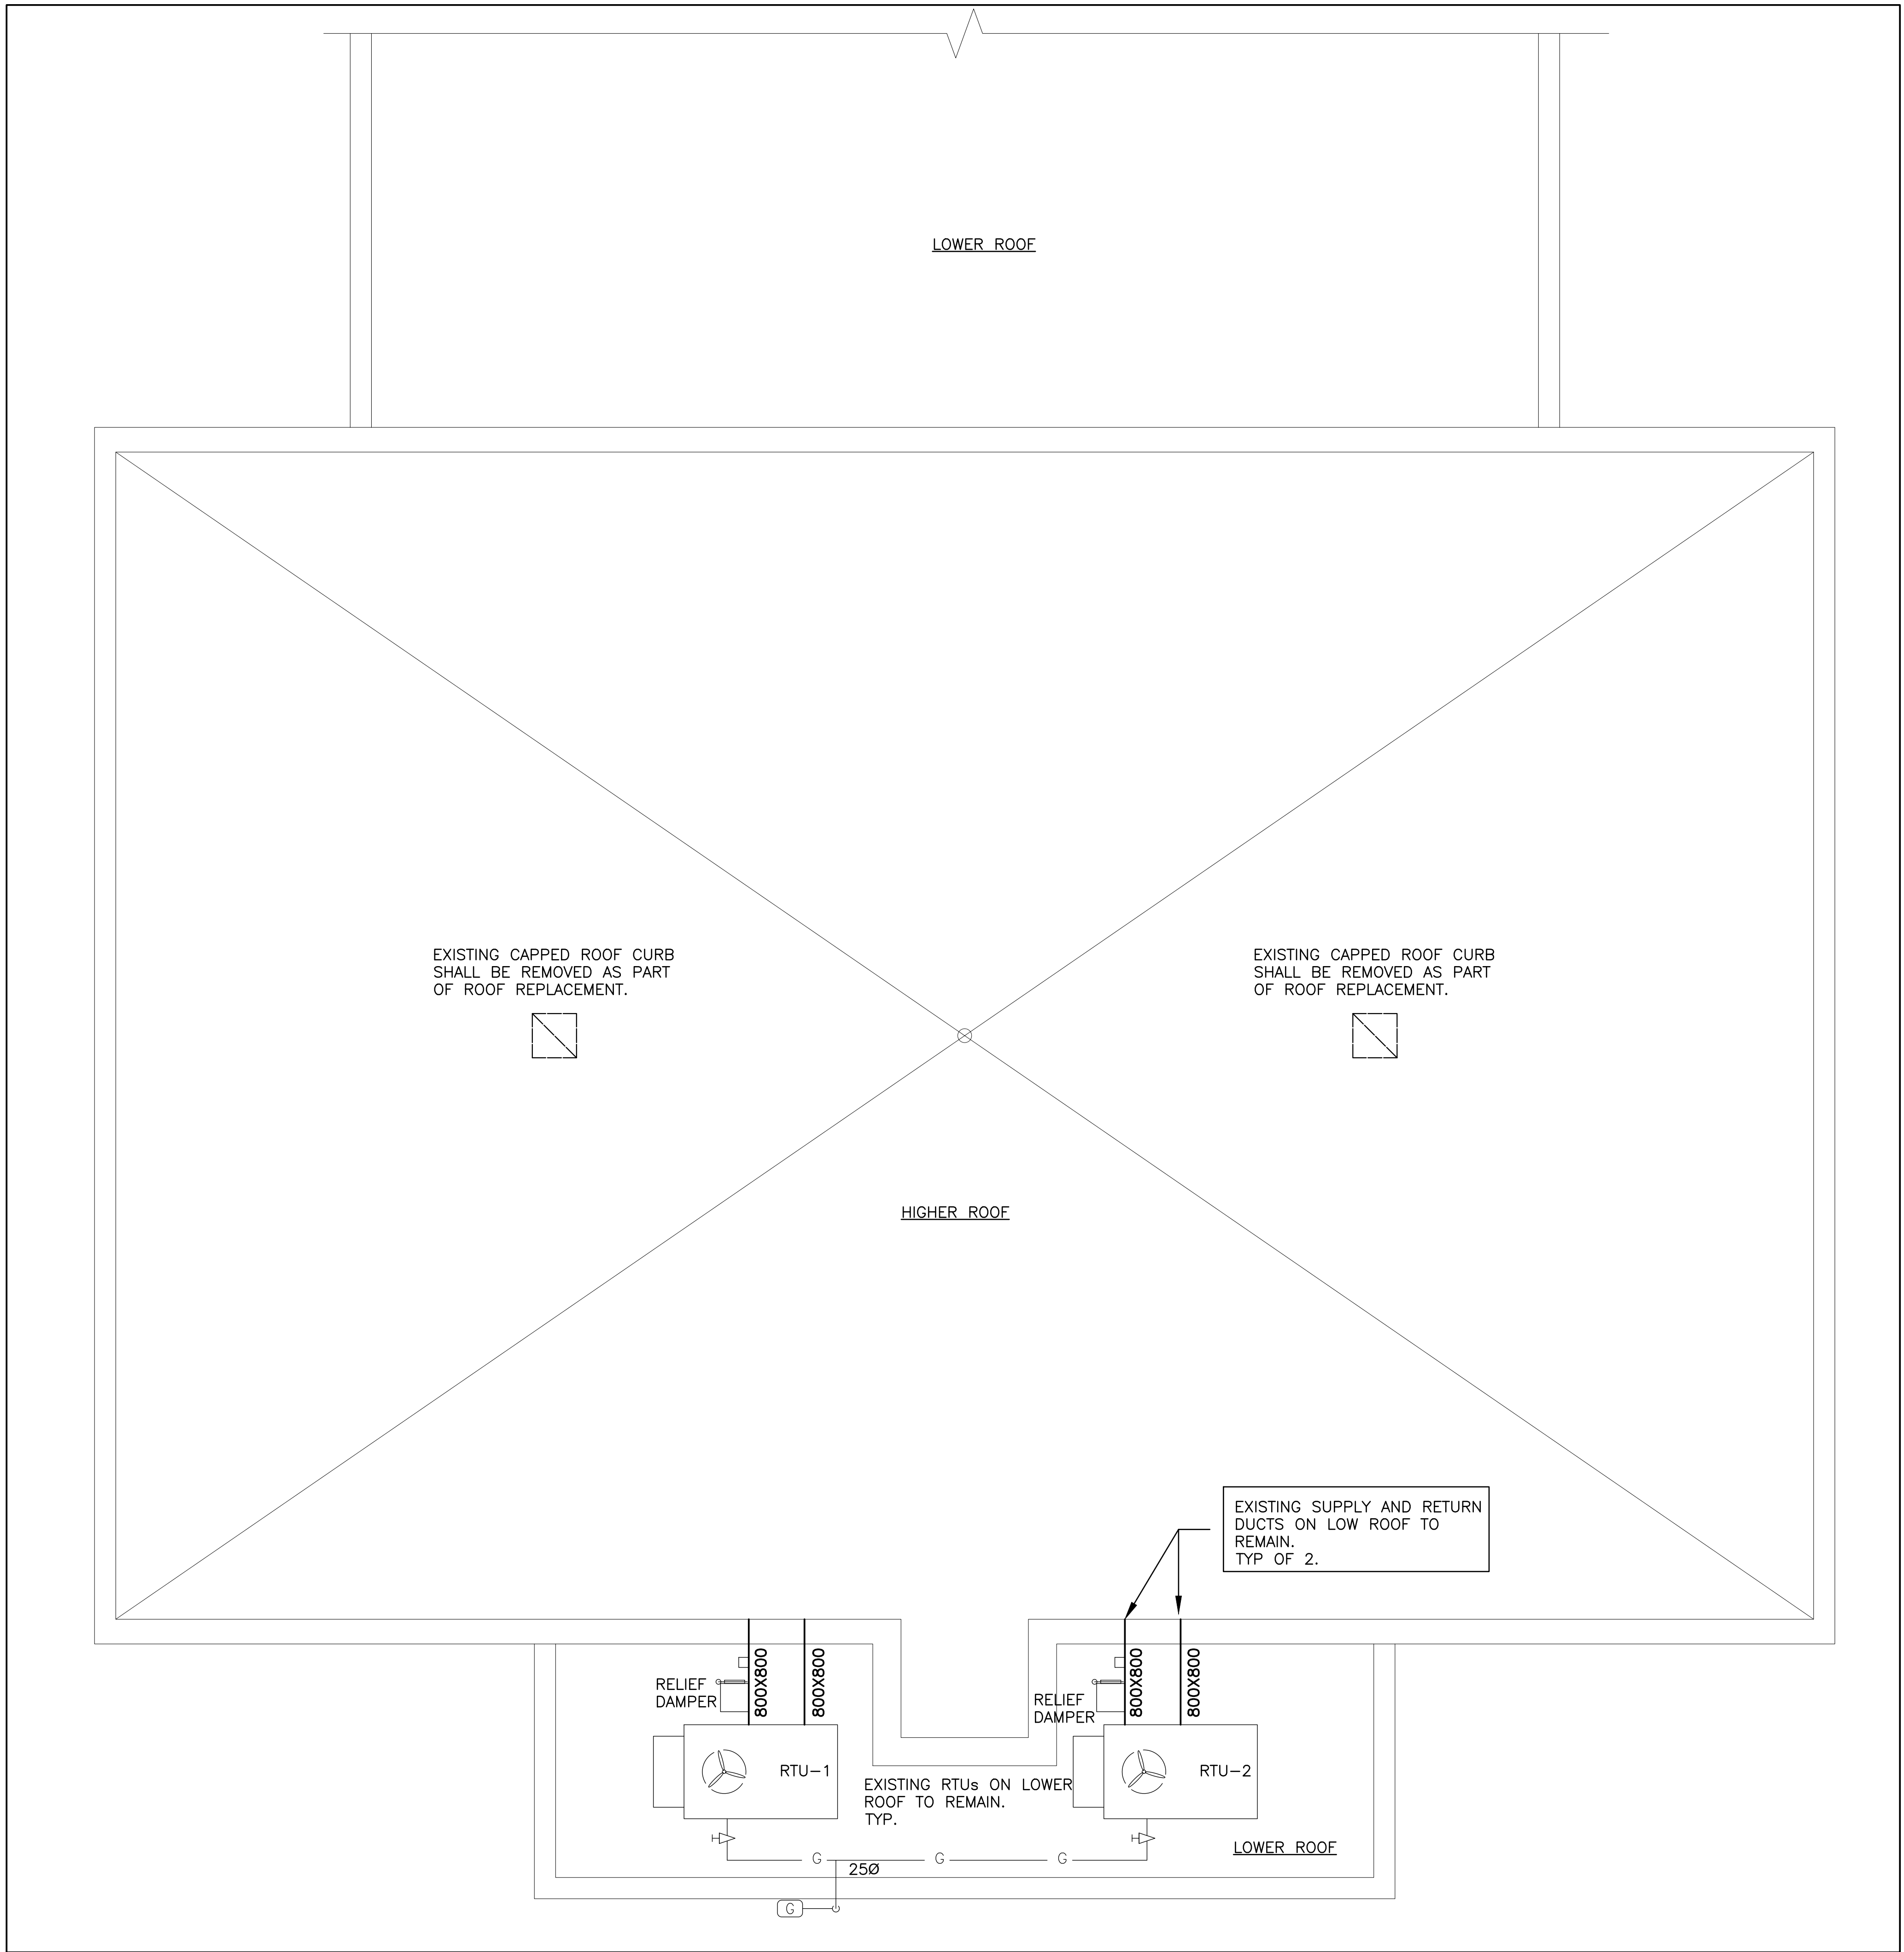 LOWER ROOF
EXISTING CAPPED ROOF CURB
SHALL BE REMOVED AS PART
OF ROOF REPLACEMENT.
EXISTING CAPPED ROOF CURB
SHALL BE REMOVED AS PART
OF ROOF REPLACEMENT.
HIGHER ROOF
EXISTING SUPPLY AND RETURN
DUCTS ON LOW ROOF TO
REMAIN.
TYP OF 2.
RELIEF
DAMPER
800X800
800X800
RELIEF
DAMPER
800X800
800X800
RTU-1
EXISTING RTUs ON LOWER
ROOF TO REMAIN.
TYP.
RTU-2
LOWER ROOF
G
G
G
25Ø
G